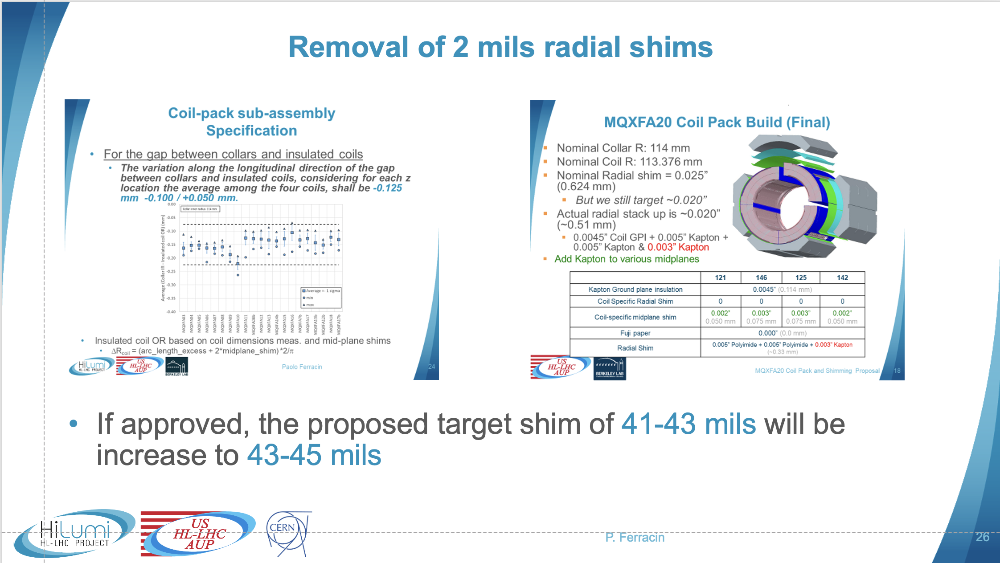 Removal of 2 mils radial shims
Coil-pack sub-assembly
Specification
• For the gap between collars and insulated coils
• The variation along the longitudinal direction of the gap
between collars and insulated coils, considering for each z
location the average among the four coils, shall be -0.125
mm -0.100 / +0.050 mm.
Average (Collar IR - Insulated coil OR) (mm)
0.00
-0.05
-0.10
-0.15
-0.20
-0.25
-0.30
-0.35
-0.40
Collar inner radius: 114 mm
Average +- 1 sigma
min
max
MQXFA03
MQXFA04
MQXFA05
MQXFA06
MQXFA07
MQXFA08
MQXFA09
MQXFA10
MQXFA11
MQXFA08b
MQXFA12
MQXFA13
MQXFA14b
MQXFA15
MQXFA16
MQXFA7b
MQXFA17
MQXFA13b
MQXFA12b
MQXFA18
MQXFA17b
• Insulated coil OR based on coil dimensions meas. and mid-plane shims
• ΔRcoil = (arc_length_excess + 2*midplane_shim)*2/π
HiLumi
HL-LHC PROJECT
US
HL-LHC
AUP
BERKELEY LAB
Paolo Ferracin
24
MQXFA20 Coil Pack Build (Final)
▪ Nominal Collar R: 114 mm
▪ Nominal Coil R: 113.376 mm
▪ Nominal Radial shim = 0.025”
(0.624 mm)
▪ But we still target ~0.020”
▪ Actual radial stack up is ~0.020”
(~0.51 mm)
▪ 0.0045” Coil GPI + 0.005” Kapton +
0.005” Kapton & 0.003” Kapton
▪ Add Kapton to various midplanes
121 146 125 142
Kapton Ground plane insulation 0.0045” (0.114 mm)
Coil Specific Radial Shim 0 0 0 0
Coil-specific midplane shim 0.002” 0.003” 0.003” 0.002”
0.050 mm 0.075 mm 0.075 mm 0.050 mm
Fuji paper 0.000” (0.0 mm)
Radial Shim 0.005” Polyimide + 0.005” Polyimide + 0.003” Kapton
(~0.33 mm)
US
HL-LHC
AUP
BERKELEY LAB
MQXFA20 Coil Pack and Shimming Proposal
18
• If approved, the proposed target shim of 41-43 mils will be
increase to 43-45 mils
HiLumi
HL-LHC PROJECT
US
HL-LHC
AUP
CERN
P. Ferracin
26